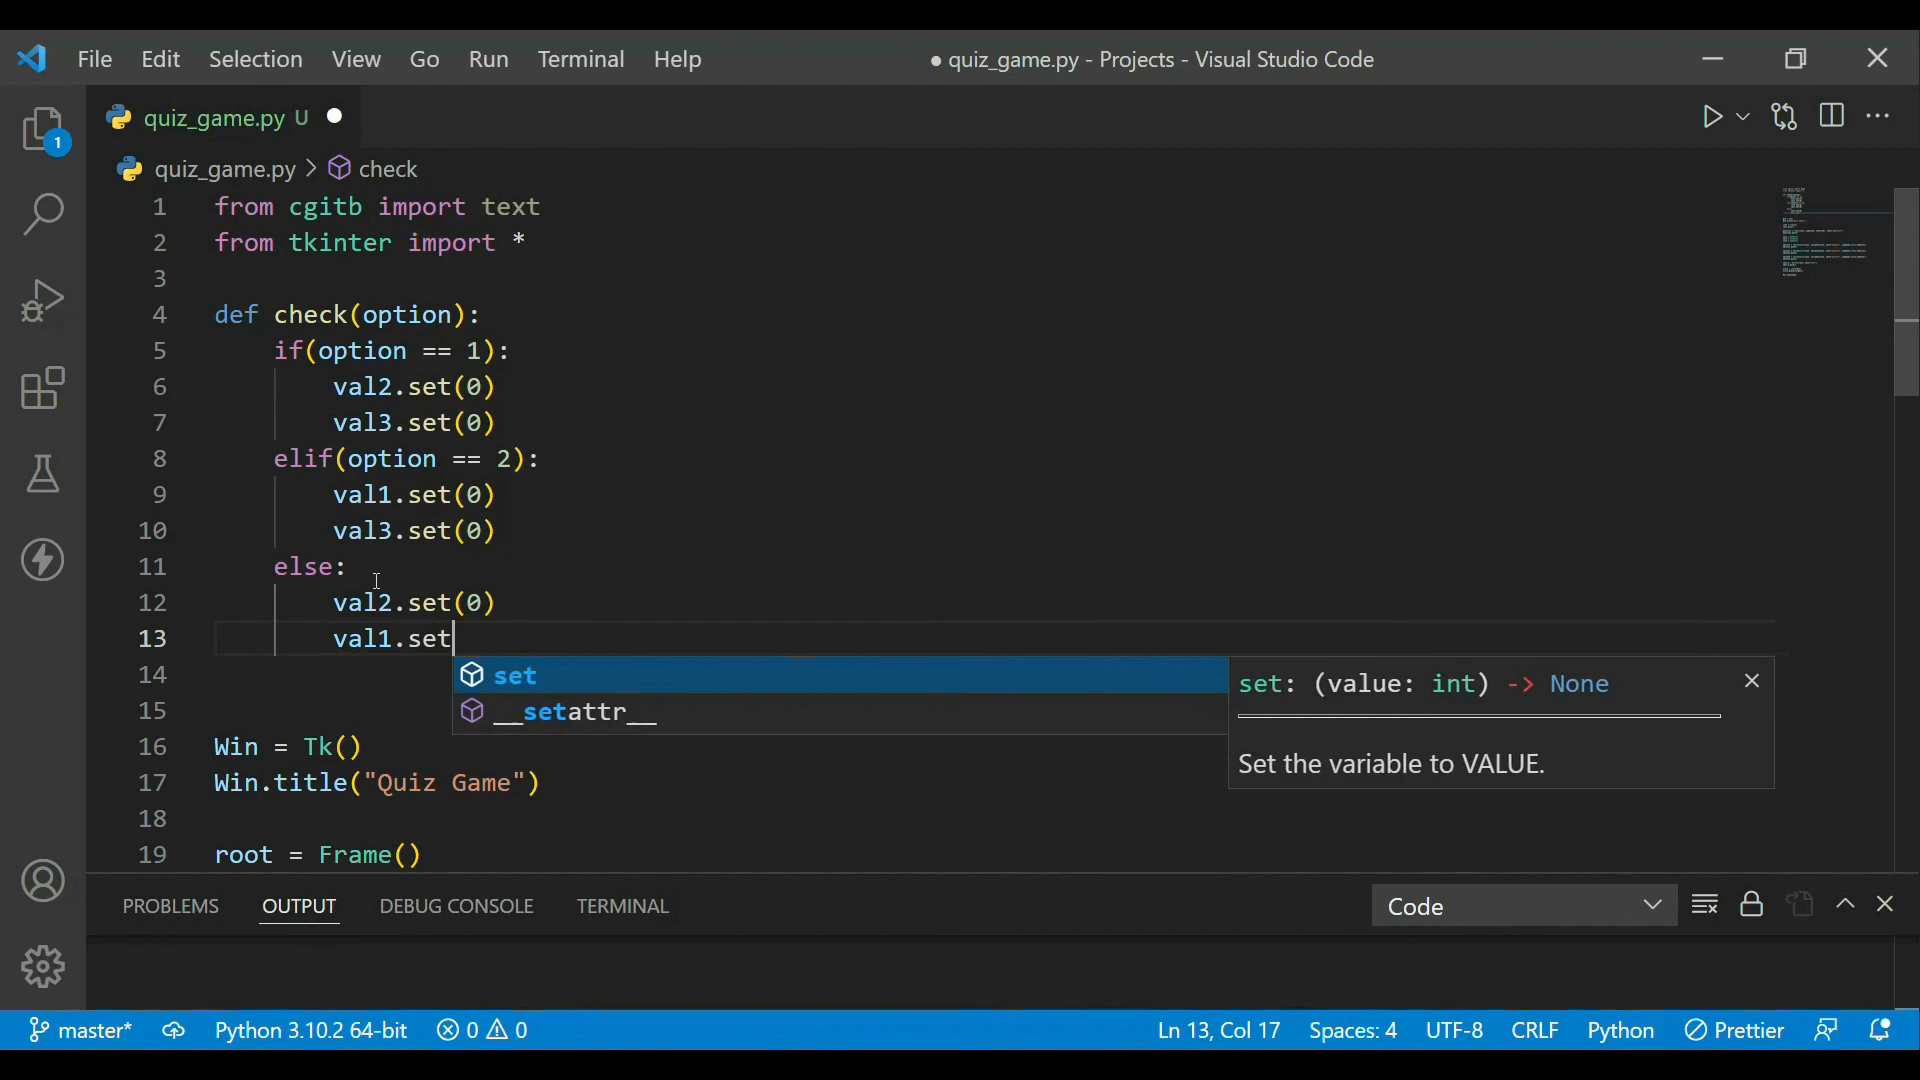 File Edit Selection View Go Run Terminal Help ● quiz_game.py - Projects - Visual Studio Code
quiz_game.py U
1
quiz_game.py > check
1 from cgitb import text
2 from tkinter import *
3
4 def check(option):
5 if(option == 1):
6 val2.set(0)
7 val3.set(0)
8 elif(option == 2):
9 val1.set(0)
10 val3.set(0)
11 else:
12 val2.set(0)
13 val1.set
14
set
set: (value: int) -> None
15
__setattr__
Set the variable to VALUE.
16 Win = Tk()
17 Win.title("Quiz Game")
18
19 root = Frame()
PROBLEMS OUTPUT DEBUG CONSOLE TERMINAL Code
master* Python 3.10.2 64-bit 0 0 Ln 13, Col 17 Spaces: 4 UTF-8 CRLF Python Prettier